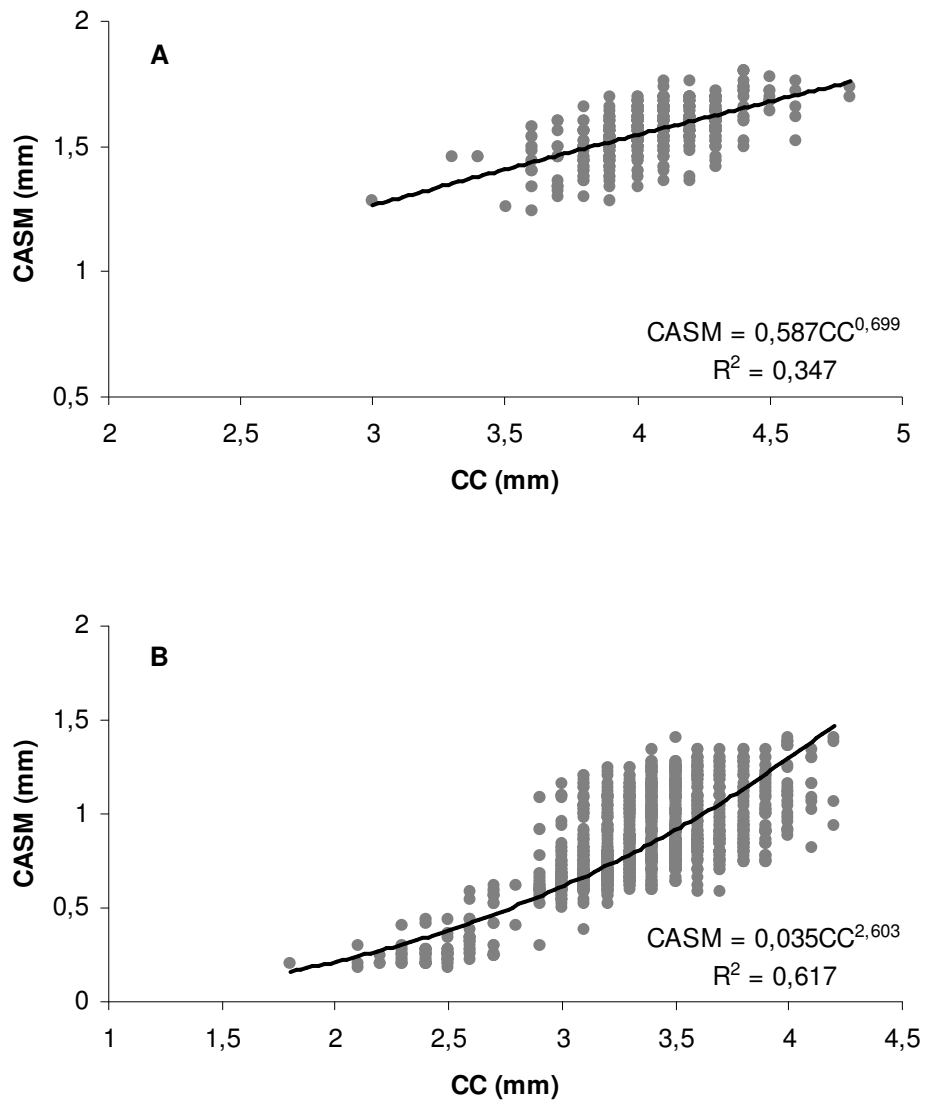 2
A
1,5
CASM (mm)
1
CASM = 0,587CC^0,699
R² = 0,347
0,5
2 2,5 3 3,5 4 4,5 5
CC (mm)
2
B
1,5
CASM (mm)
1
0,5
CASM = 0,035CC^2,603
R² = 0,617
0
1 1,5 2 2,5 3 3,5 4 4,5
CC (mm)